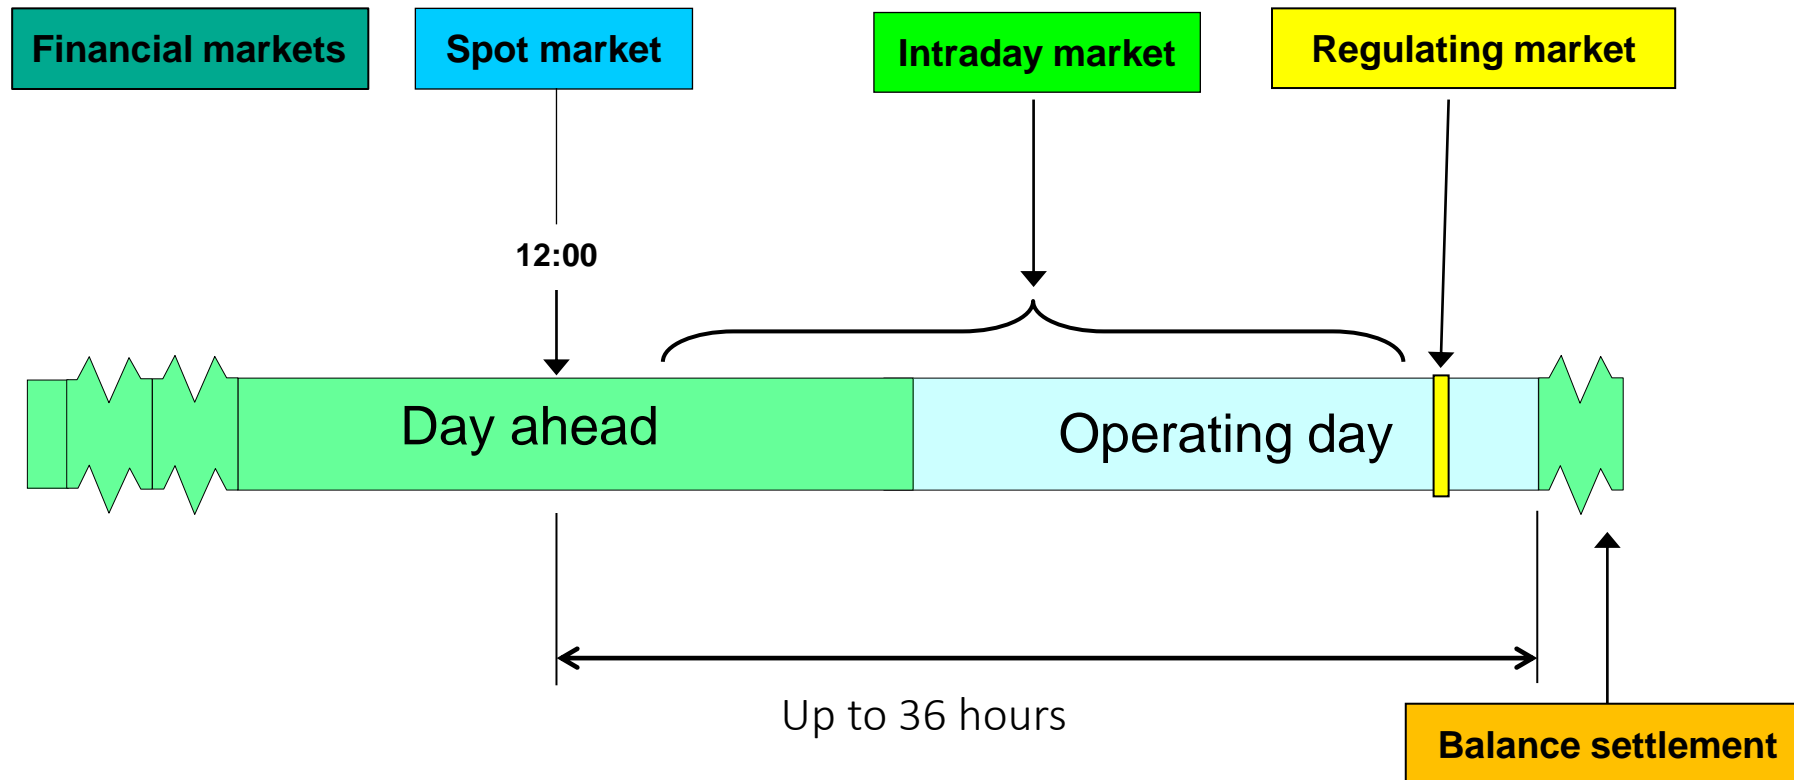 Financial markets
Spot market
Intraday market
Regulating market
12:00
Day ahead
Operating day
Up to 36 hours
Balance settlement